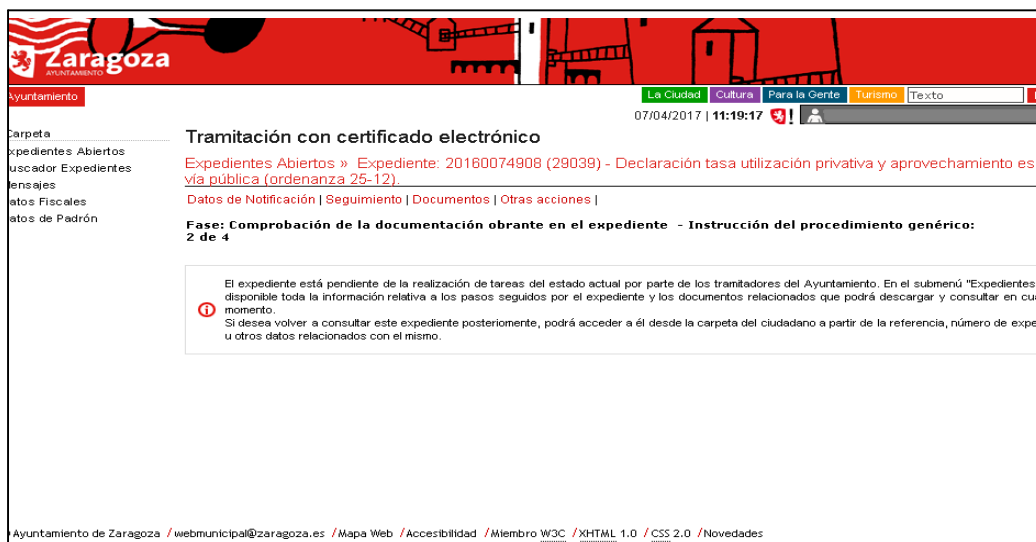 Zaragoza
AYUNTAMIENTO
Ayuntamiento
La Ciudad Cultura Para la Gente Turismo Texto
07/04/2017 | 11:19:17 !
Carpeta
Expedientes Abiertos
Buscador Expedientes
Mensajes
Datos Fiscales
Datos de Padrón
Tramitación con certificado electrónico
Expedientes Abiertos » Expediente: 20160074908 (29039) - Declaración tasa utilización privativa y aprovechamiento es
vía pública (ordenanza 25-12).
Datos de Notificación | Seguimiento | Documentos | Otras acciones |
Fase: Comprobación de la documentación obrante en el expediente - Instrucción del procedimiento genérico:
2 de 4
El expediente está pendiente de la realización de tareas del estado actual por parte de los tramitadores del Ayuntamiento. En el submenú "Expedientes
disponible toda la información relativa a los pasos seguidos por el expediente y los documentos relacionados que podrá descargar y consultar en cu
momento.
Si desea volver a consultar este expediente posteriormente, podrá acceder a él desde la carpeta del ciudadano a partir de la referencia, número de expe
u otros datos relacionados con el mismo.
Ayuntamiento de Zaragoza / webmunicipal@zaragoza.es / Mapa Web / Accesibilidad / Miembro W3C / XHTML 1.0 / CSS 2.0 / Novedades